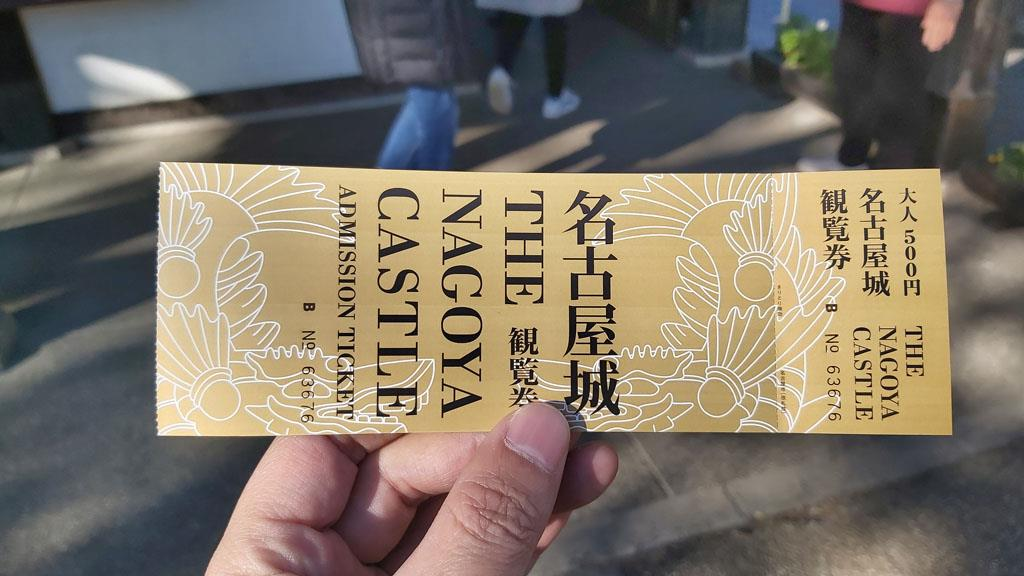 大人 500円
名古屋城
観覧券
THE
NAGOYA
CASTLE
B № 63676
名古屋城
THE 観覧券
NAGOYA
CASTLE
ADMISSION TICKET
B № 63676